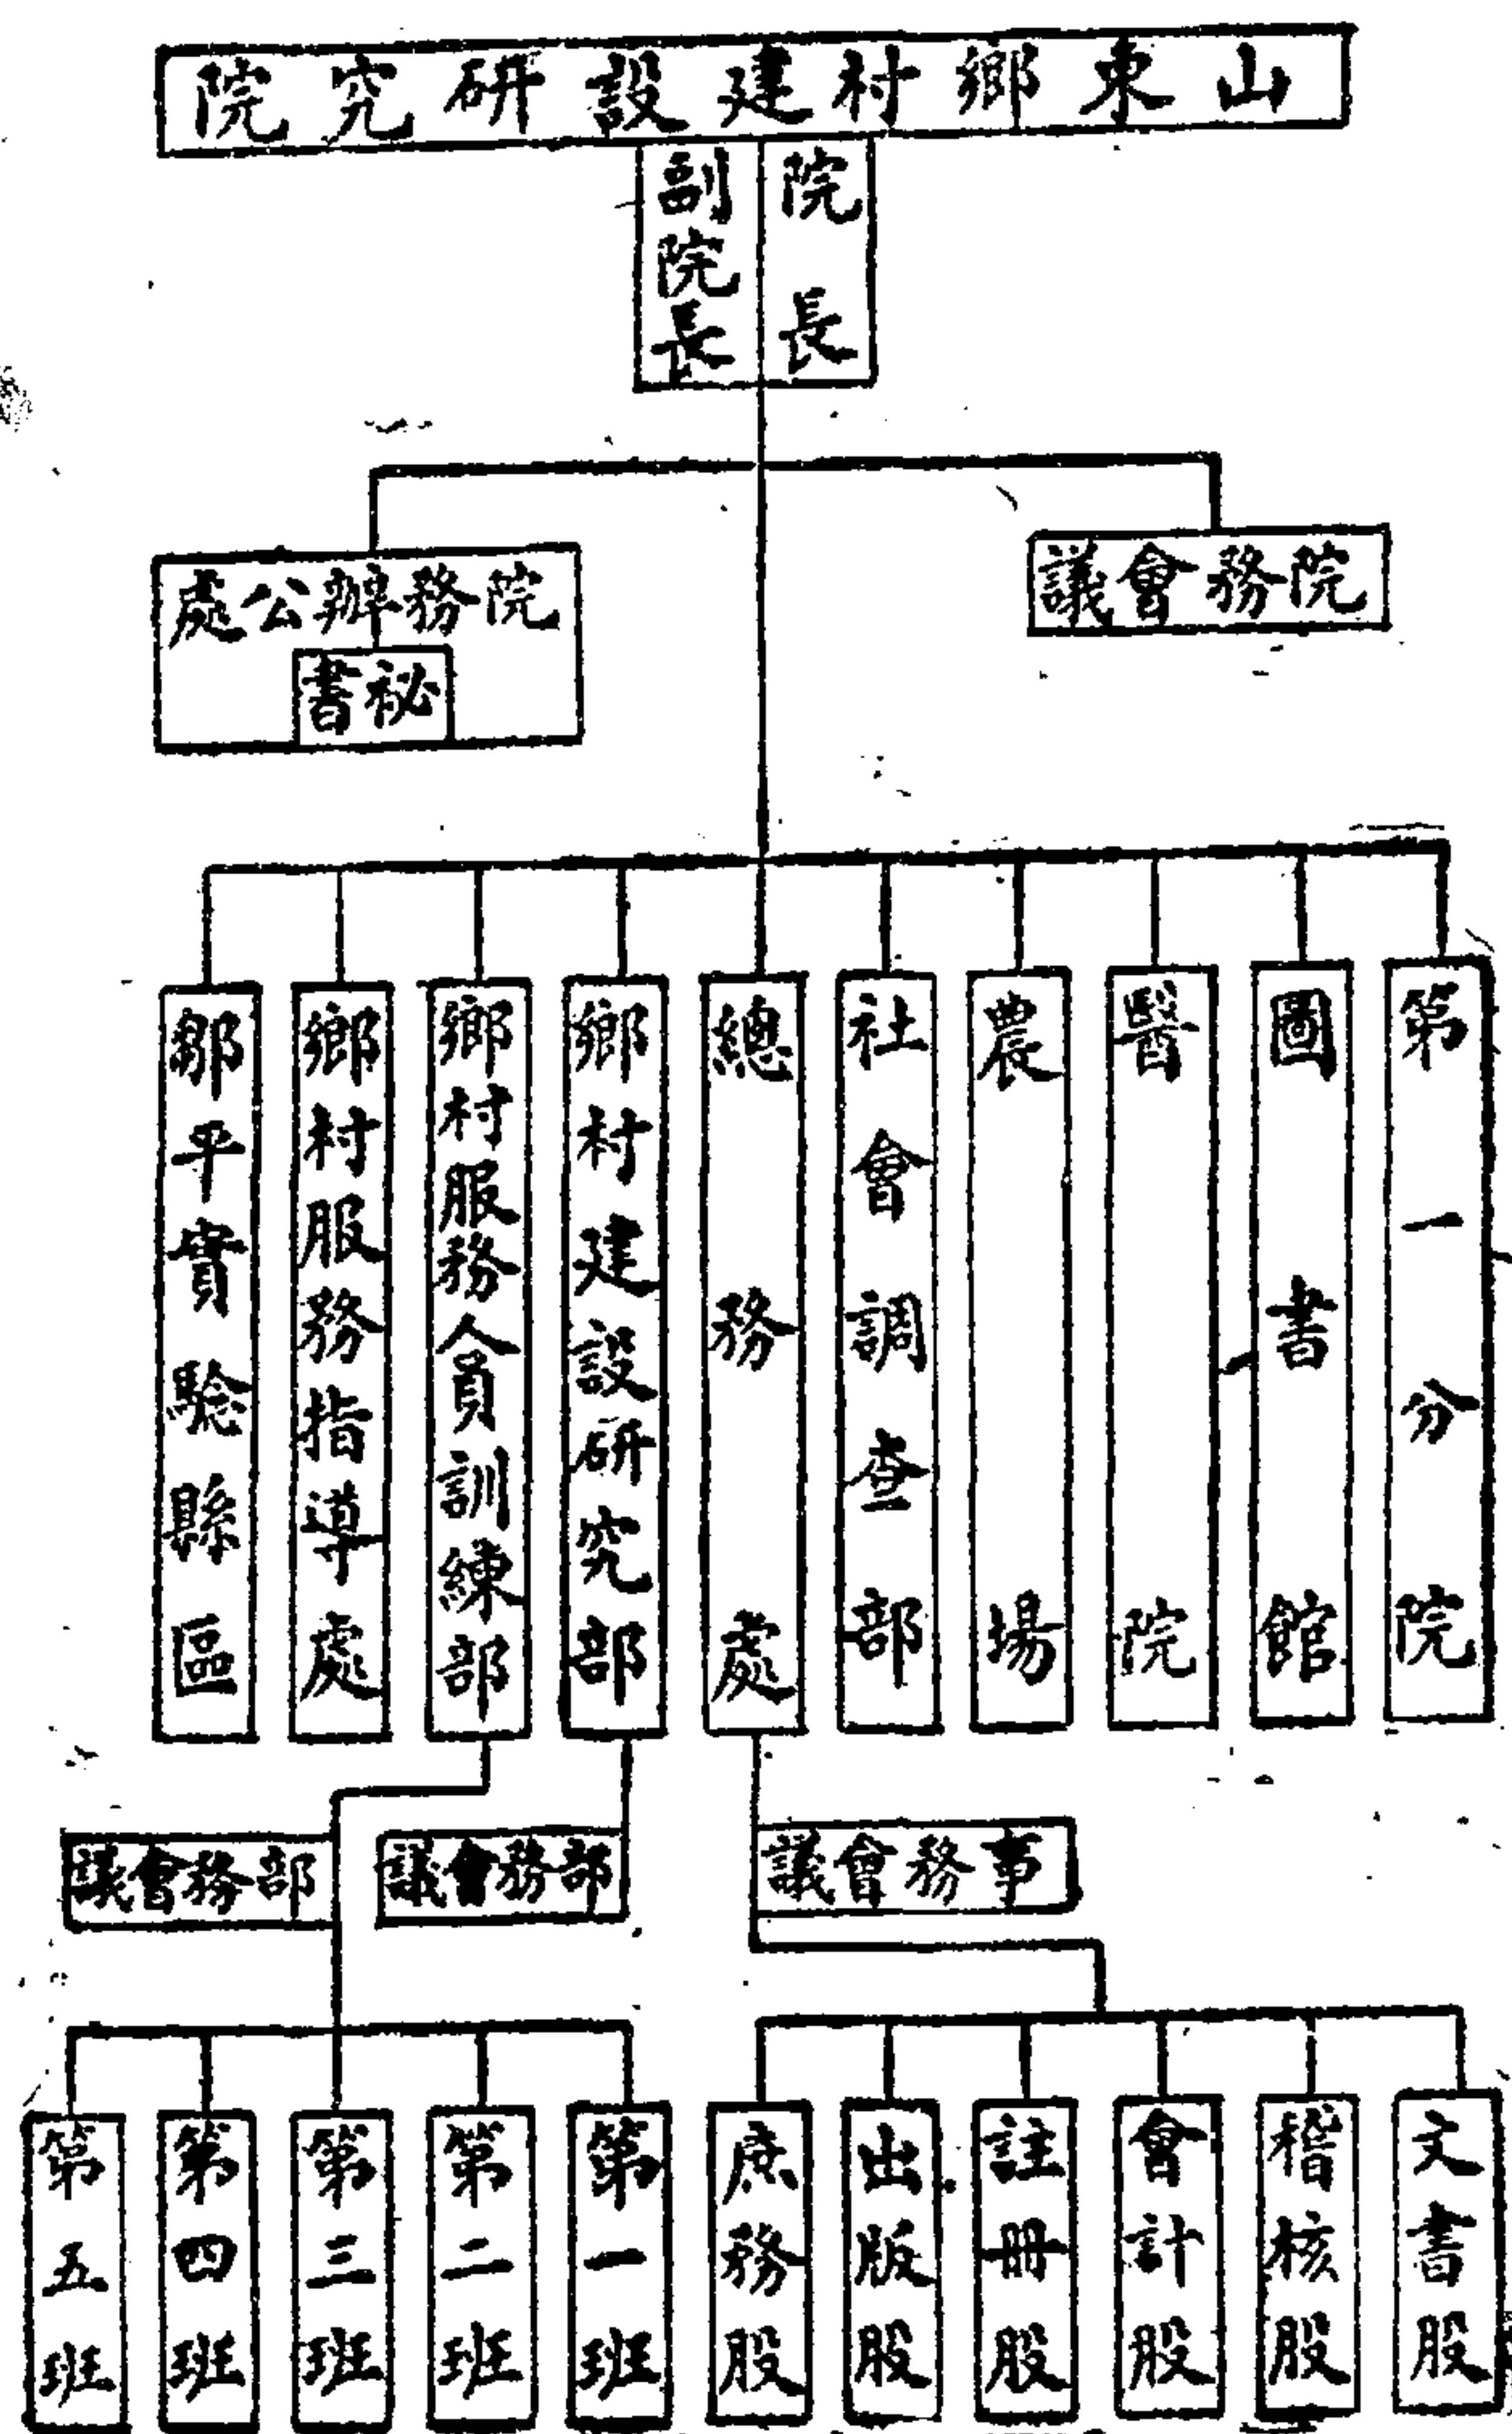 山東鄉村建設研究院
院長
副院長
院務會議
院務辦公處
秘書
第一分院
圖書館
醫院
農場
社會調查部
總務處
鄉村建設研究部
鄉村服務人員訓練部
鄉村服務指導處
鄒平實驗縣區
事務會議
部務會議
部務會議
文書股
稽核股
會計股
註冊股
出版股
庶務股
第一班
第二班
第三班
第四班
第五班